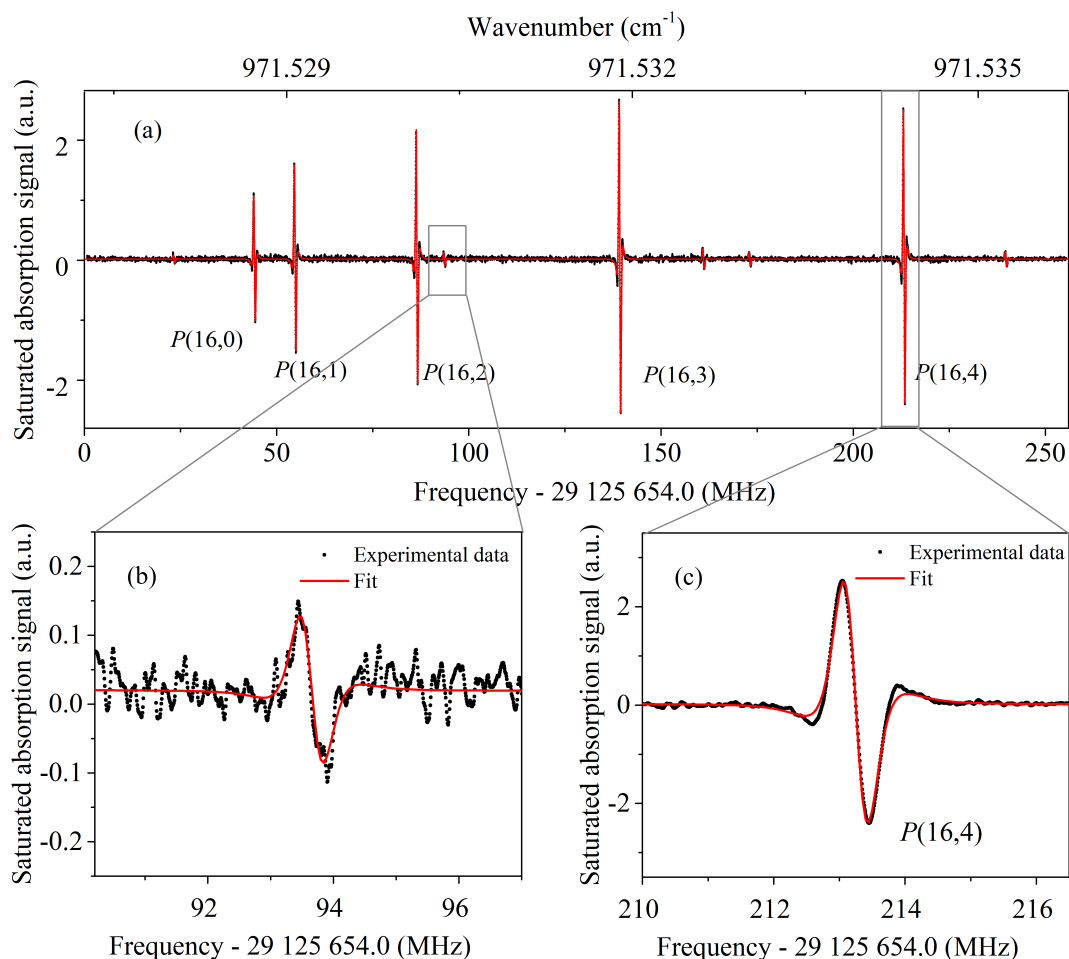 Wavenumber (cm⁻¹)
971.529 971.532 971.535
Saturated absorption signal (a.u.)
(a)
2
0
-2
P(16,0)
P(16,1)
P(16,2)
P(16,3)
P(16,4)
0 50 100 150 200 250
Frequency - 29 125 654.0 (MHz)
Saturated absorption signal (a.u.)
(b)
Experimental data
Fit
0.2
0.1
0.0
-0.1
-0.2
92 94 96
Frequency - 29 125 654.0 (MHz)
Saturated absorption signal (a.u.)
(c)
Experimental data
Fit
2
0
-2
P(16,4)
210 212 214 216
Frequency - 29 125 654.0 (MHz)